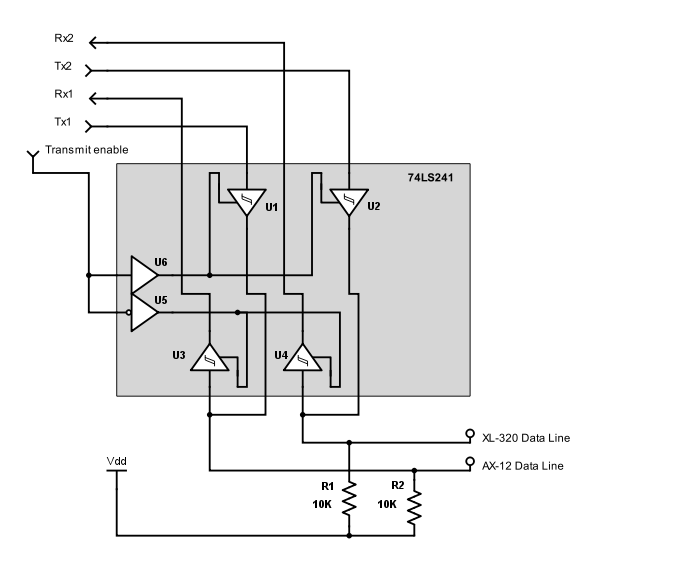 Rx2
Tx2
Rx1
Tx1
Transmit enable
74LS241
U1
U2
U6
U5
U3
U4
XL-320 Data Line
AX-12 Data Line
Vdd
R1
10K
R2
10K